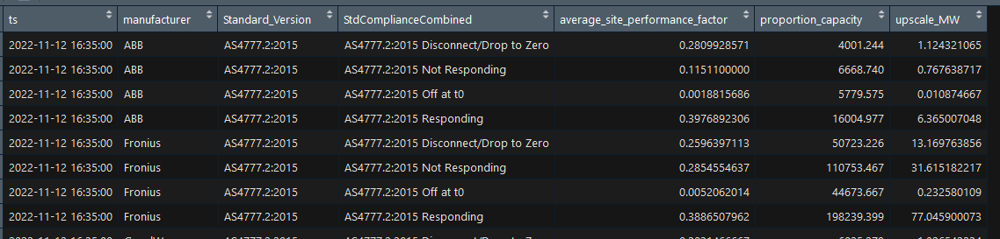 ts manufacturer Standard_Version StdComplianceCombined average_site_performance_factor proportion_capacity upscale_MW
2022-11-12 16:35:00 ABB AS4777.2:2015 AS4777.2:2015 Disconnect/Drop to Zero 0.2809928571 4001.244 1.124321065
2022-11-12 16:35:00 ABB AS4777.2:2015 AS4777.2:2015 Not Responding 0.1151100000 6668.740 0.767638717
2022-11-12 16:35:00 ABB AS4777.2:2015 AS4777.2:2015 Off at t0 0.0018815686 5779.575 0.010874667
2022-11-12 16:35:00 ABB AS4777.2:2015 AS4777.2:2015 Responding 0.3976892306 16004.977 6.365007048
2022-11-12 16:35:00 Fronius AS4777.2:2015 AS4777.2:2015 Disconnect/Drop to Zero 0.2596397113 50723.226 13.169763856
2022-11-12 16:35:00 Fronius AS4777.2:2015 AS4777.2:2015 Not Responding 0.2854554637 110753.467 31.615182217
2022-11-12 16:35:00 Fronius AS4777.2:2015 AS4777.2:2015 Off at t0 0.0052062014 44673.667 0.232580109
2022-11-12 16:35:00 Fronius AS4777.2:2015 AS4777.2:2015 Responding 0.3886507962 198239.399 77.045900073